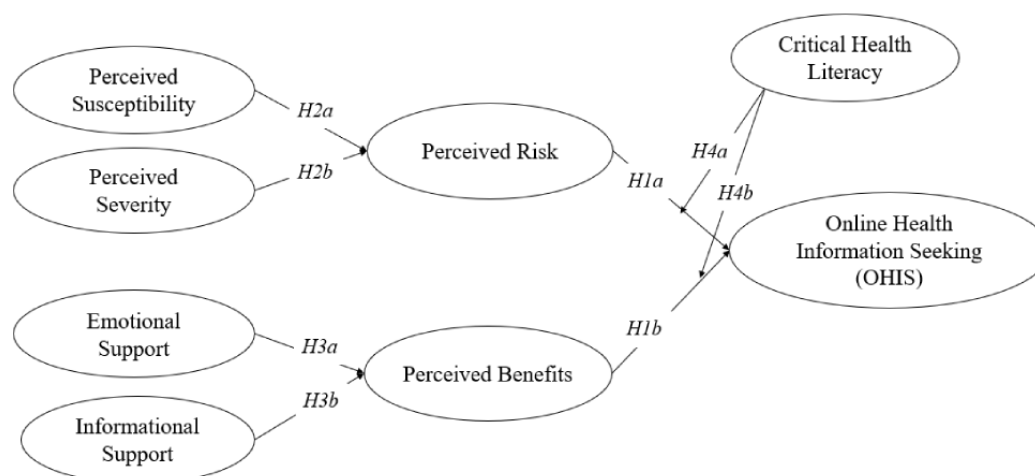 Perceived
Susceptibility
H2a
Perceived
Severity
H2b
Perceived Risk
H1a
Critical Health
Literacy
H4a
H4b
Online Health
Information Seeking
(OHIS)
Emotional
Support
H3a
Informational
Support
H3b
Perceived Benefits
H1b